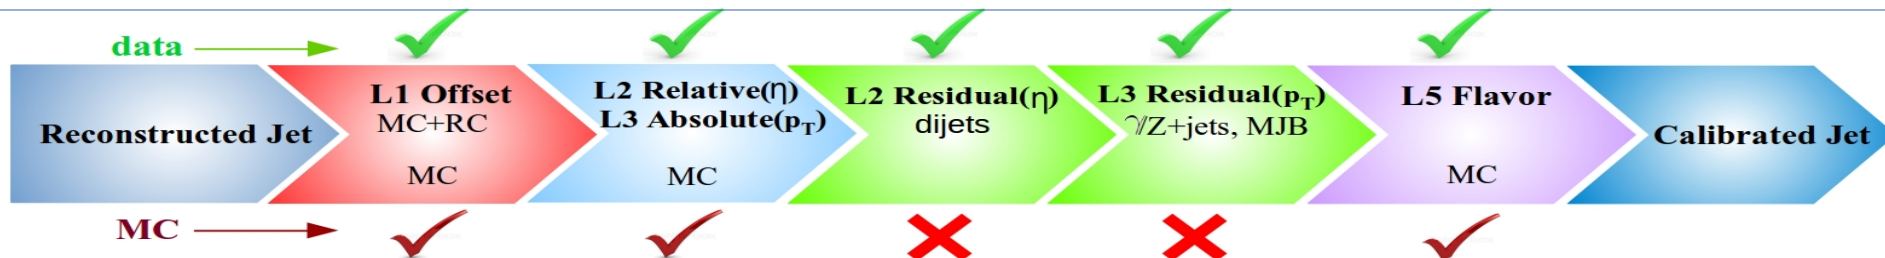 data
Reconstructed Jet
L1 Offset
MC+RC
MC
L2 Relative(η)
L3 Absolute(pT)
MC
L2 Residual(η)
dijets
L3 Residual(pT)
γ/Z+jets, MJB
L5 Flavor
MC
Calibrated Jet
MC